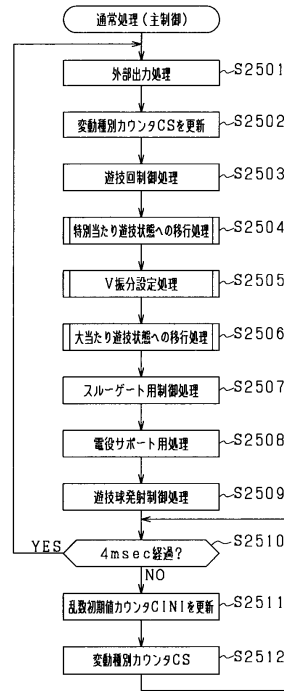 通常処理(主制御)
外部出力処理
S2501
変動種別カウンタCSを更新
S2502
遊技回制御処理
S2503
特別当たり遊技状態への移行処理
S2504
V振分設定処理
S2505
大当たり遊技状態への移行処理
S2506
スルーゲート用制御処理
S2507
電役サポート用処理
S2508
遊技球発射制御処理
S2509
YES
4msec経過?
S2510
NO
乱数初期値カウンタCINIを更新
S2511
変動種別カウンタCS
S2512